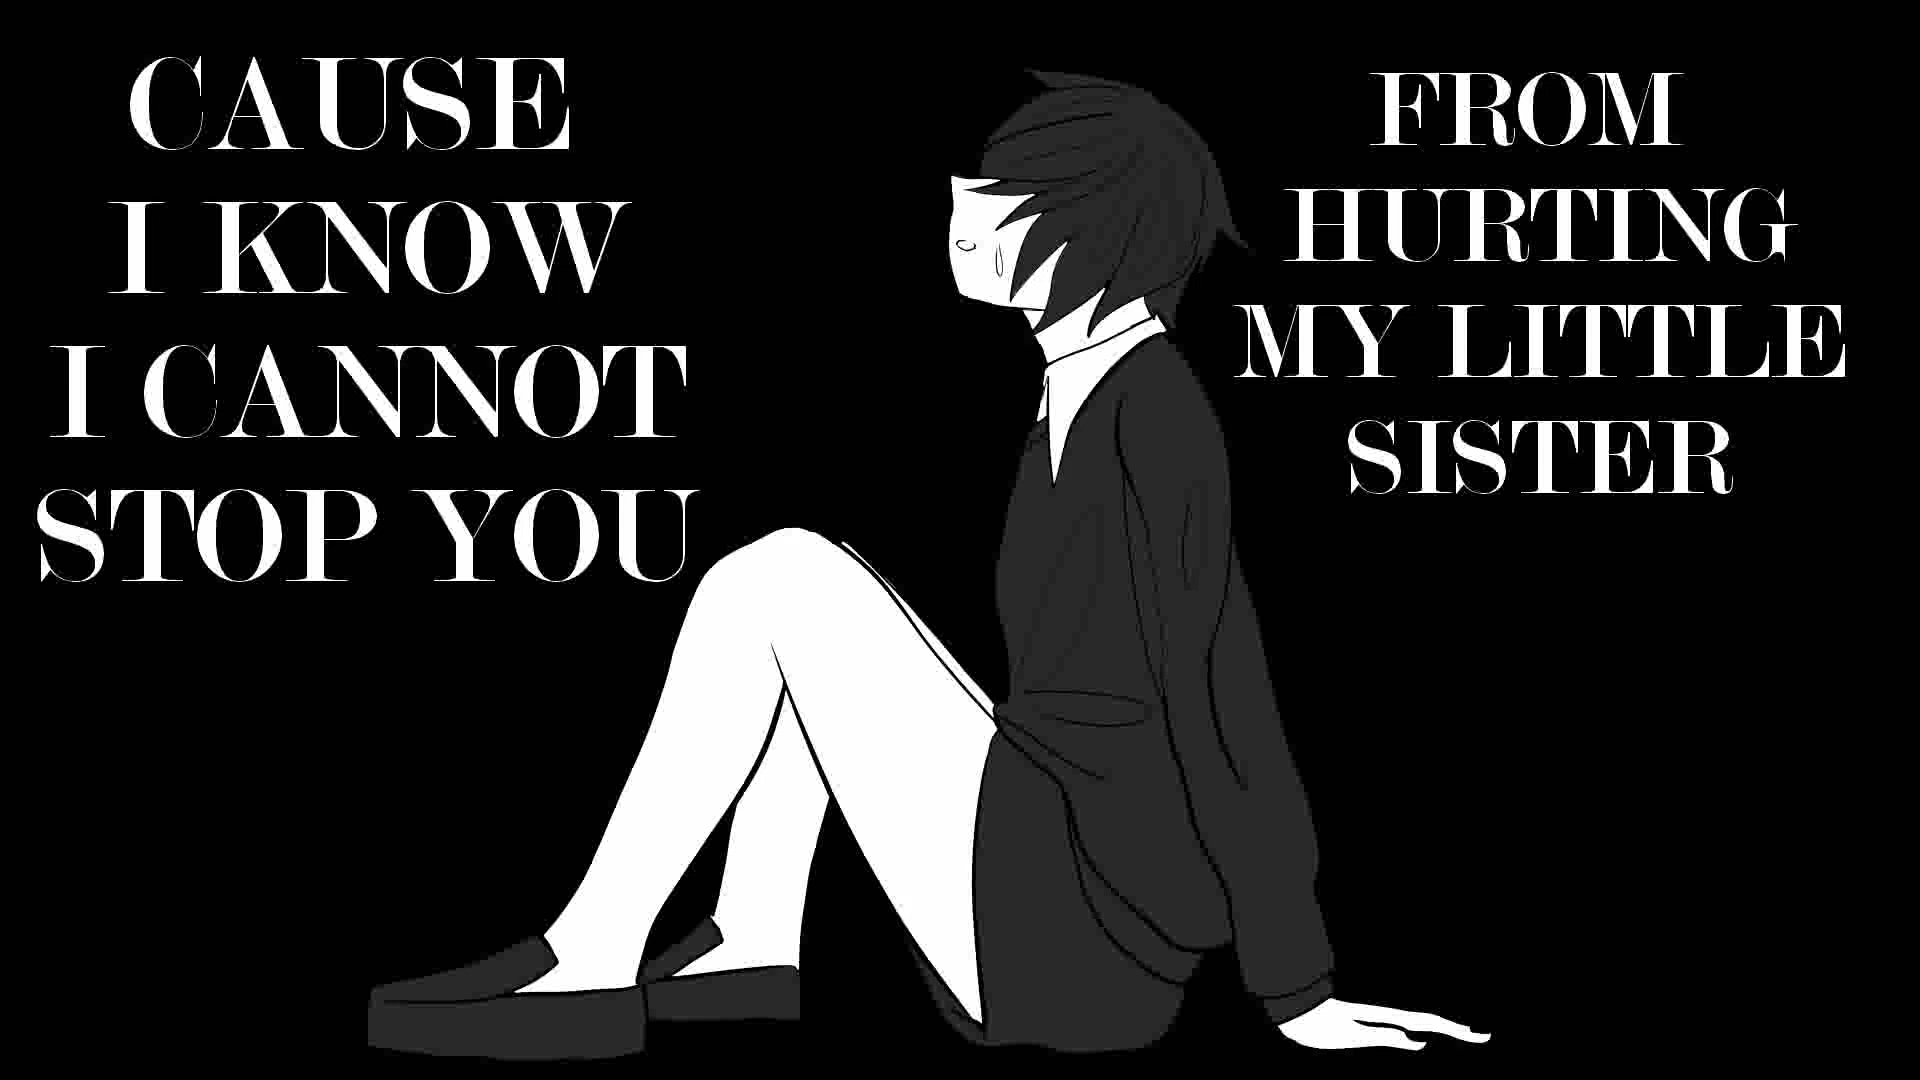 CAUSE
I KNOW
I CANNOT
STOP YOU
FROM
HURTING
MY LITTLE
SISTER